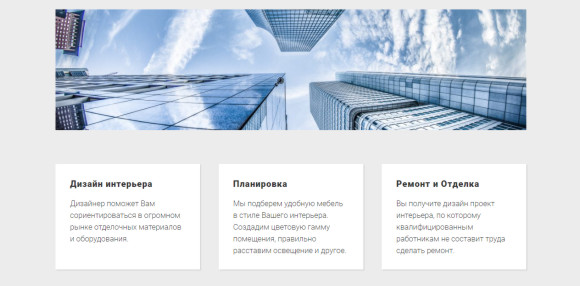 Дизайн интерьера
Дизайнер поможет Вам
сориентироваться в огромном
рынке отделочных материалов
и оборудования.
Планировка
Мы подберем удобную мебель
в стиле Вашего интерьера.
Создадим цветовую гамму
помещения, правильно
расставим освещение и другое.
Ремонт и Отделка
Вы получите дизайн проект
интерьера, по которому
квалифицированным
работникам не составит труда
сделать ремонт.